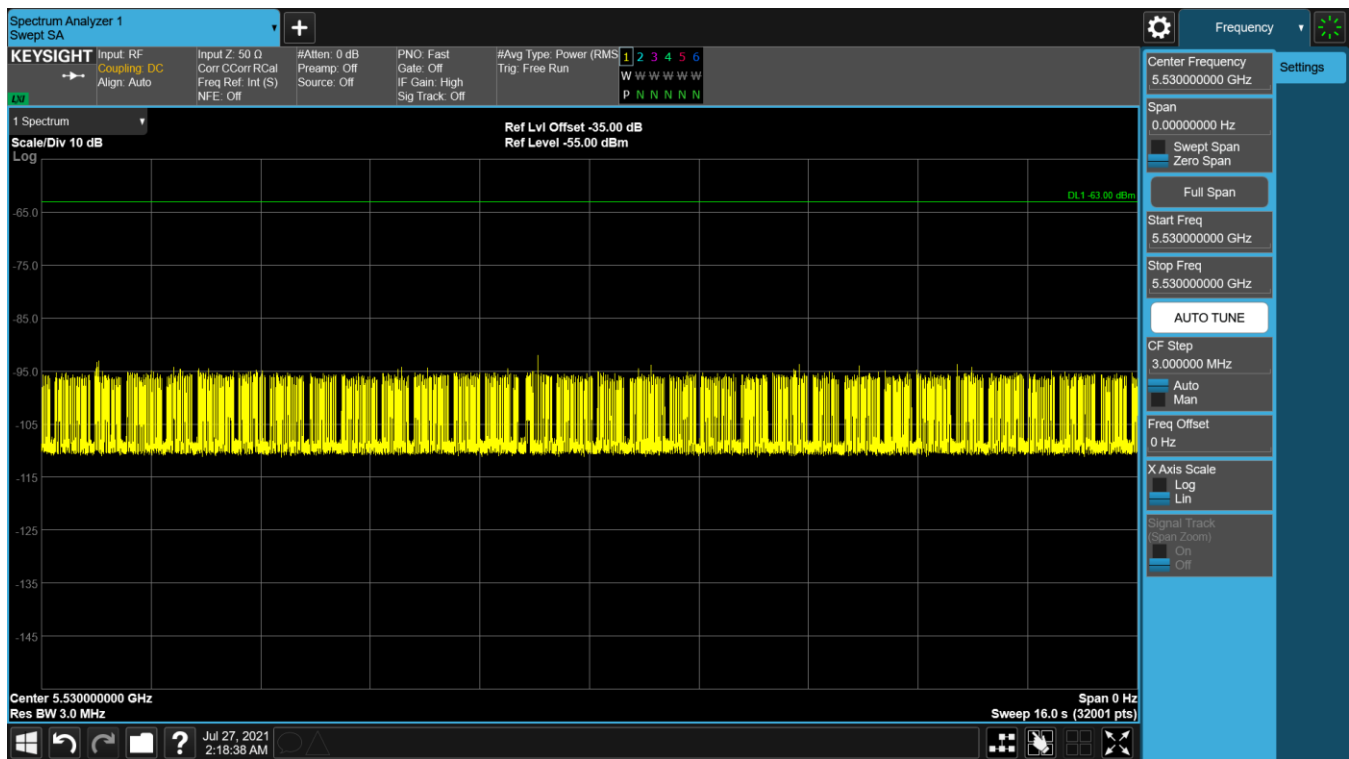 Spectrum Analyzer 1
Swept SA
Frequency
KEYSIGHT
Input: RF
Coupling: DC
Align: Auto
Input Z: 50 Ω
Corr CCorr RCal
Freq Ref: Int (S)
NFE: Off
#Atten: 0 dB
Preamp: Off
Source: Off
PNO: Fast
Gate: Off
IF Gain: High
Sig Track: Off
#Avg Type: Power (RMS
Trig: Free Run
1 2 3 4 5 6
W W W W W W
P N N N N N
LXI
1 Spectrum
Scale/Div 10 dB
Log
Ref Lvl Offset -35.00 dB
Ref Level -55.00 dBm
DL1 -63.00 dBm
-65.0
-75.0
-85.0
-95.0
-105
-115
-125
-135
-145
Center 5.530000000 GHz
Res BW 3.0 MHz
Span 0 Hz
Sweep 16.0 s (32001 pts)
Center Frequency
5.530000000 GHz
Settings
Span
0.00000000 Hz
Swept Span
Zero Span
Full Span
Start Freq
5.530000000 GHz
Stop Freq
5.530000000 GHz
AUTO TUNE
CF Step
3.000000 MHz
Auto
Man
Freq Offset
0 Hz
X Axis Scale
Log
Lin
Signal Track
(Span Zoom)
On
Off
?
Jul 27, 2021
2:18:38 AM